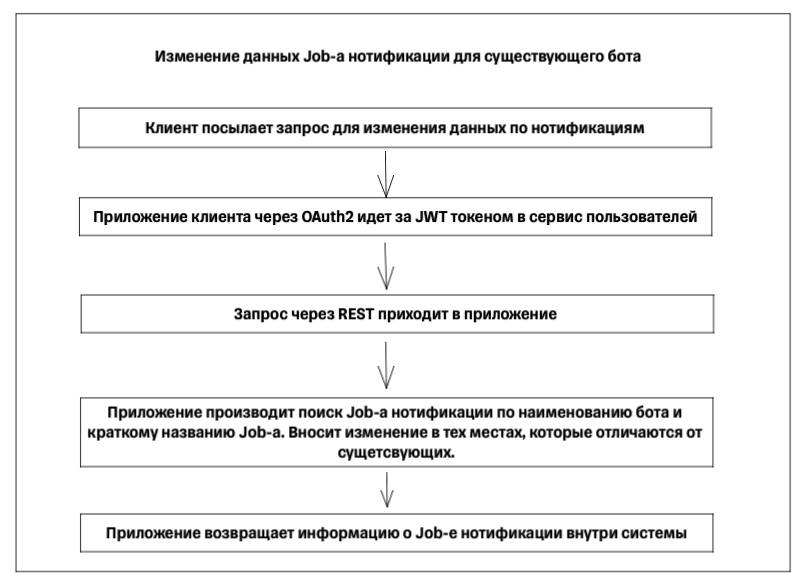 Изменение данных Job-а нотификации для существующего бота
Клиент посылает запрос для изменения данных по нотификациям
Приложение клиента через OAuth2 идет за JWT токеном в сервис пользователей
Запрос через REST приходит в приложение
Приложение производит поиск Job-а нотификации по наименованию бота и
краткому названию Job-а. Вносит изменение в тех местах, которые отличаются от
сущетсвующих.
Приложение возвращает информацию о Job-е нотификации внутри системы